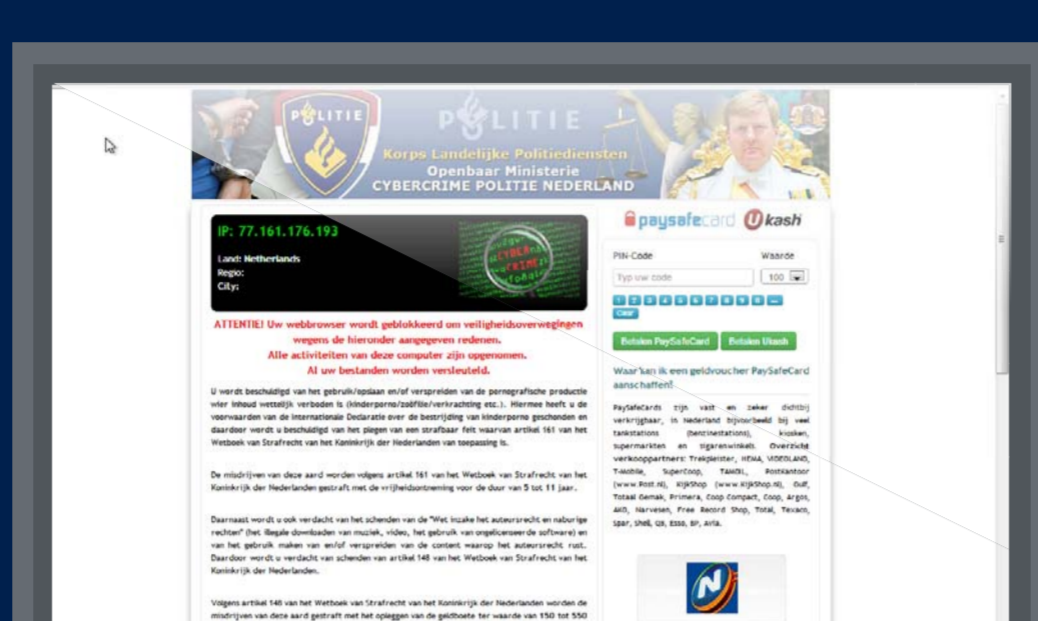 POLITIE
POLITIE
Korps Landelijke Politiediensten
Openbaar Ministerie
CYBERCRIME POLITIE NEDERLAND
IP: 77.161.176.193
Land: Netherlands
Regio:
City:
CYBER
CRIME
ATTENTIE! Uw webbrowser wordt geblokkeerd om veiligheidsoverwegingen
wegens de hieronder aangegeven redenen.
Alle activiteiten van deze computer zijn opgenomen.
Al uw bestanden worden versleuteld.
U wordt beschuldigd van het gebruik/opslaan en/of verspreiden van de pornografische productie
wier inhoud wettelijk verboden is (kinderporno/zoöfilie/verkrachting etc.). Hiermee heeft u de
voorwaarden van de internationale Declaratie over de bestrijding van kinderporno geschonden en
daardoor wordt u beschuldigd van het plegen van een strafbaar feit waarvan artikel 161 van het
Wetboek van Strafrecht van het Koninkrijk der Nederlanden van toepassing is.
De misdrijven van deze aard worden volgens artikel 161 van het Wetboek van Strafrecht van het
Koninkrijk der Nederlanden gestraft met de vrijheidsontneming voor de duur van 5 tot 11 jaar.
Daarnaast wordt u ook verdacht van het schenden van de "Wet inzake het auteursrecht en naburige
rechten" (het illegale downloaden van muziek, video, het gebruik van ongelicenseerde software) en
van het gebruik maken van en/of verspreiden van de content waarop het auteursrecht rust.
Daardoor wordt u verdacht van schenden van artikel 148 van het Wetboek van Strafrecht van het
Koninkrijk der Nederlanden.
Volgens artikel 148 van het Wetboek van Strafrecht van het Koninkrijk der Nederlanden worden de
misdrijven van deze aard gestraft met het opleggen van de geldboete ter waarde van 150 tot 550
paysafecard Ukash
PIN-Code Waarde
Typ uw code 100
1 2 3 4 5 6 7 8 9 0
Clear
Betalen PaySafeCard Betalen Ukash
Waar kan ik een geldvoucher PaySafeCard
aanschaffen?
PaySafeCards zijn vast en zeker dichtbij
verkrijgbaar, in Nederland bijvoorbeeld bij veel
tankstations (benzinestations), kiosken,
supermarkten en sigarenwinkels. Overzicht
verkooppartners: Trekpleister, HEMA, VIDEOLAND,
T-Mobile, SuperCoop, TAMOIL, Postkantoor
(www.Post.nl), KijkShop (www.KijkShop.nl), Gulf,
Totaal Gemak, Primera, Coop Compact, Coop, Argos,
AKO, Narvesen, Free Record Shop, Total, Texaco,
Spar, Shell, Q8, Esso, BP, Avia.
N